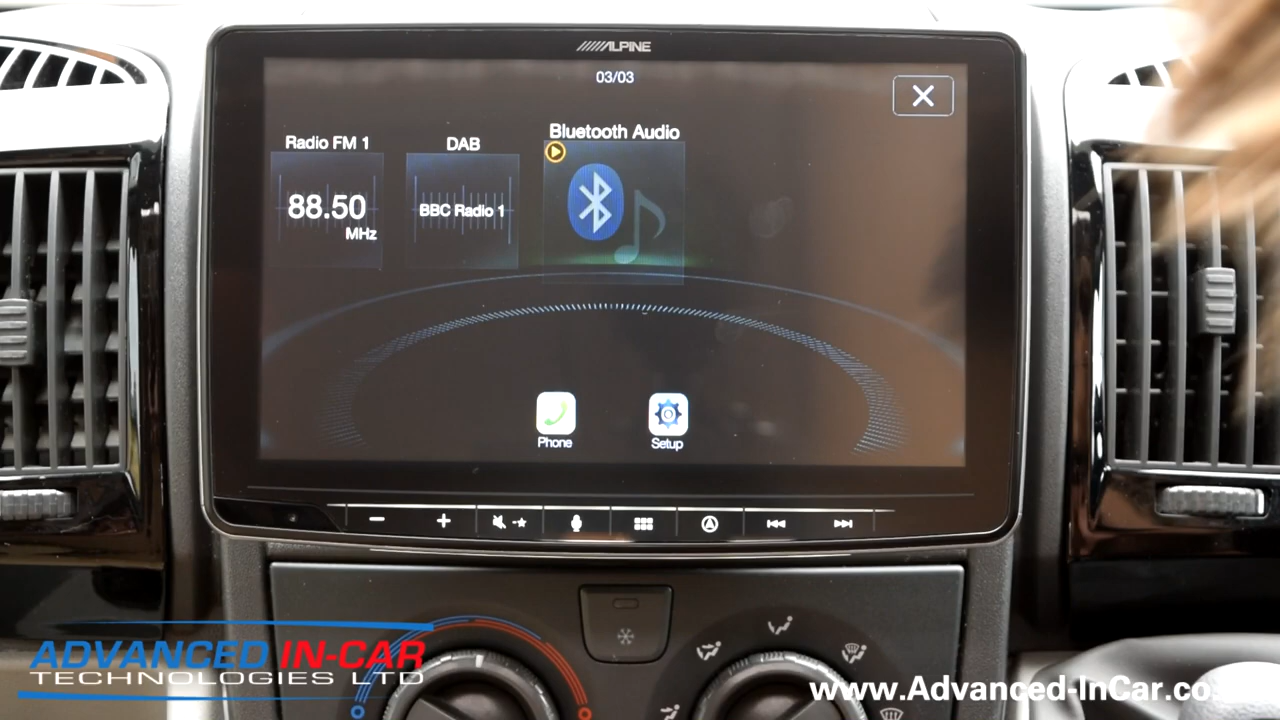 ALPINE
03/03
Radio FM 1
DAB
Bluetooth Audio
88.50
MHz
BBC Radio 1
Phone
Setup
ADVANCED IN-CAR
TECHNOLOGIES LTD
www.Advanced-InCar.co